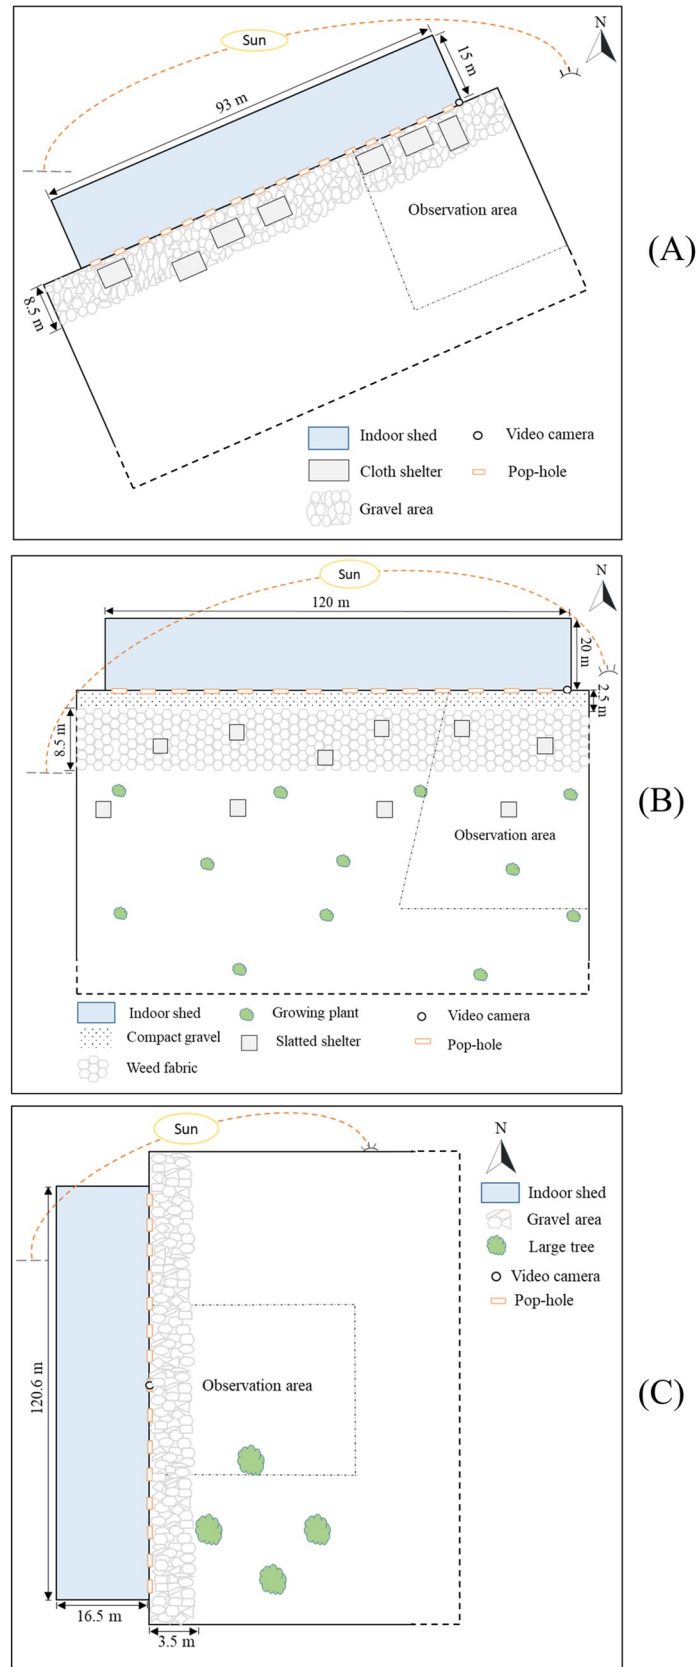 Sun
N
93 m
15 m
Observation area
(A)
8.5 m
Indoor shed
Video camera
Cloth shelter
Pop-hole
Gravel area
Sun
N
120 m
20 m
2.5 m
8.5 m
Observation area
(B)
Indoor shed
Growing plant
Video camera
Compact gravel
Slatted shelter
Pop-hole
Weed fabric
Sun
N
Indoor shed
Gravel area
Large tree
Video camera
Pop-hole
120.6 m
Observation area
(C)
16.5 m
3.5 m